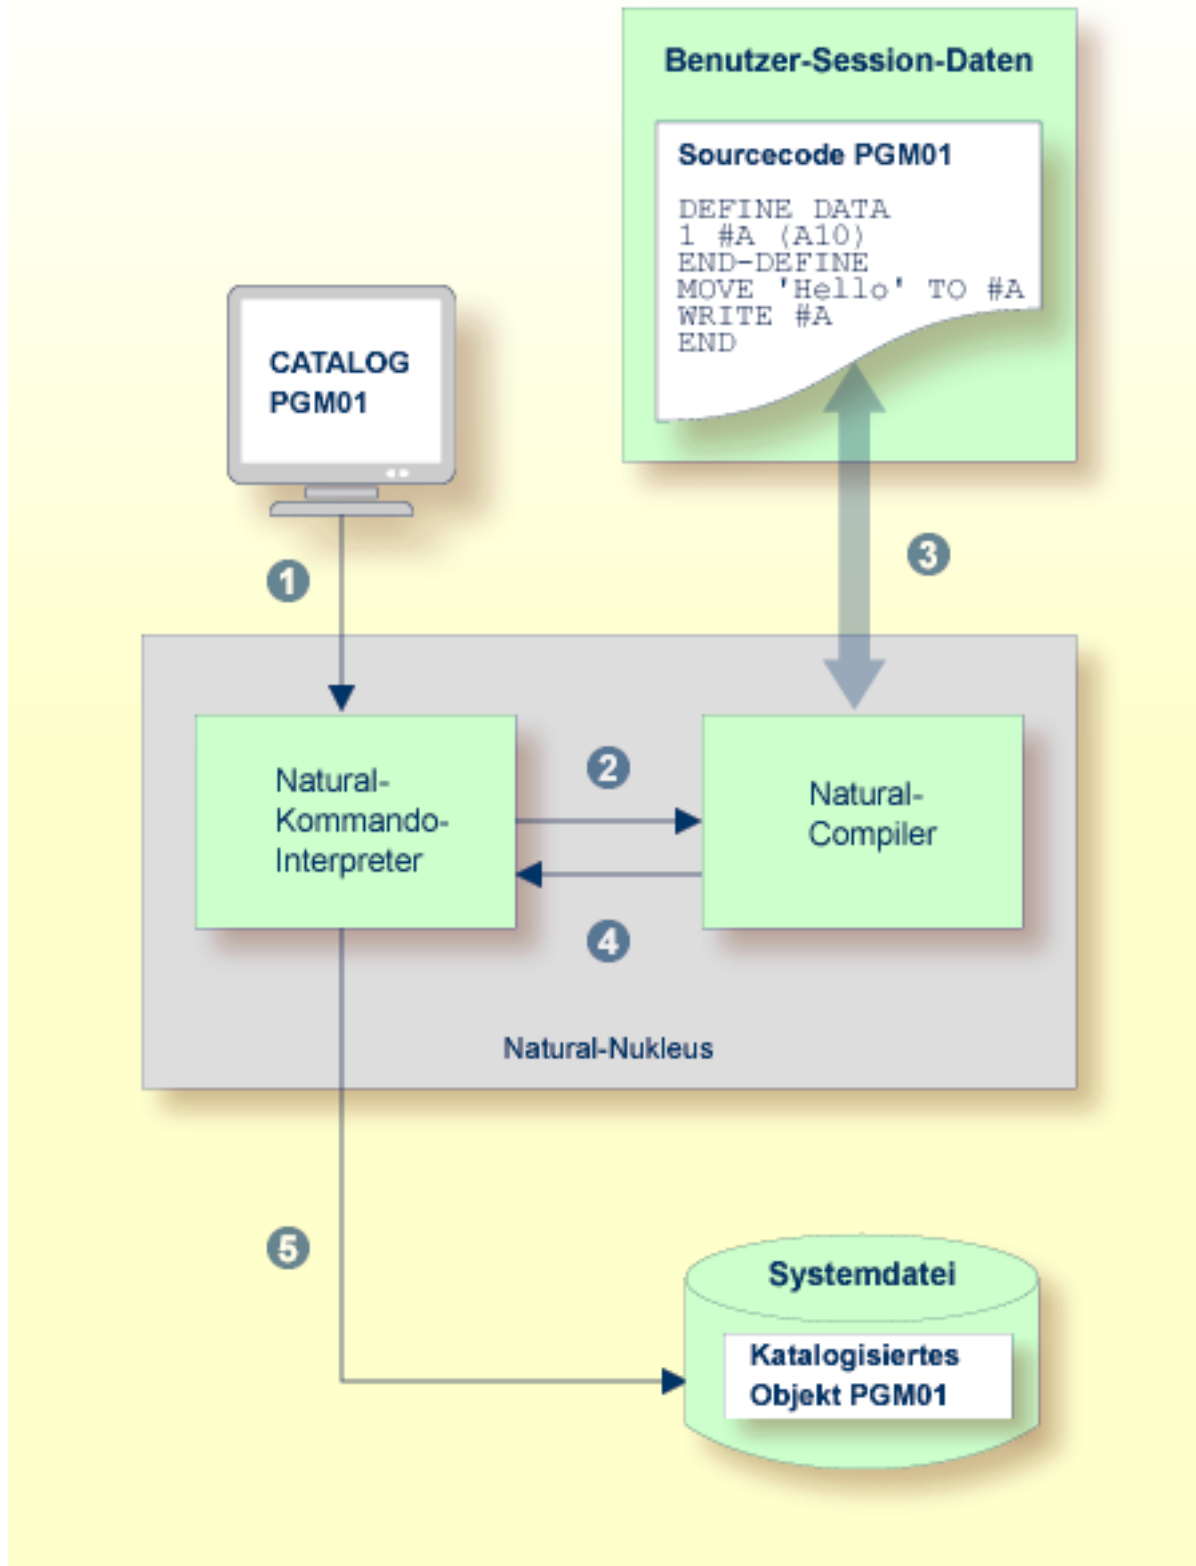 Benutzer-Session-Daten
Sourcecode PGM01
DEFINE DATA
1 #A (A10)
END-DEFINE
MOVE 'Hello' TO #A
WRITE #A
END
CATALOG
PGM01
1
3
Natural-
Kommando-
Interpreter
2
Natural-
Compiler
4
Natural-Nukleus
5
Systemdatei
Katalogisiertes
Objekt PGM01